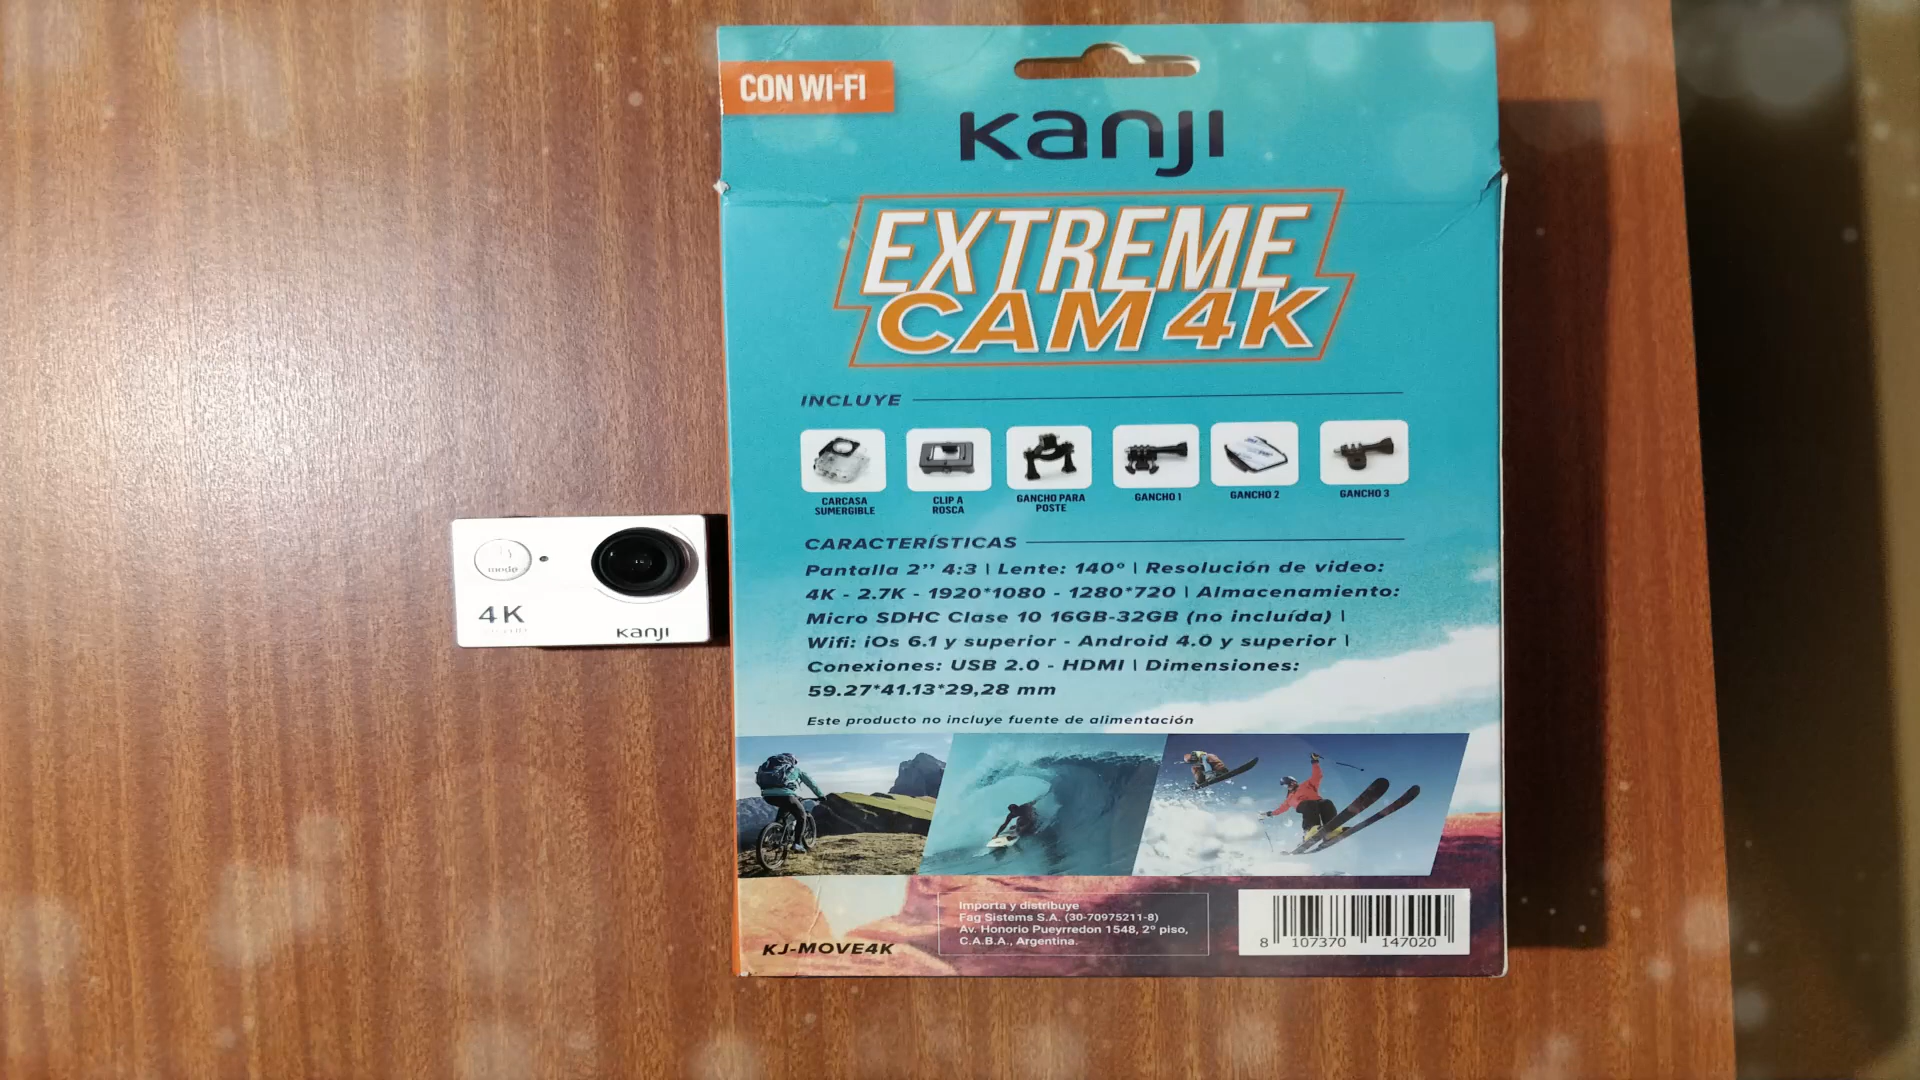 CON WI-FI
Kanji
EXTREME
CAM 4K
INCLUYE
CARCASA
SUMERGIBLE
CLIP A
ROSCA
GANCHO PARA
POSTE
GANCHO 1
GANCHO 2
GANCHO 3
CARACTERÍSTICAS
Pantalla 2’’ 4:3 | Lente: 140º | Resolución de video:
4K - 2.7K - 1920*1080 - 1280*720 | Almacenamiento:
Micro SDHC Clase 10 16GB-32GB (no incluída) |
Wifi: iOs 6.1 y superior - Android 4.0 y superior |
Conexiones: USB 2.0 - HDMI | Dimensiones:
59.27*41.13*29,28 mm
Este producto no incluye fuente de alimentación
Importa y distribuye
Fag Sistems S.A. (30-70975211-8)
Av. Honorio Pueyrredon 1548, 2º piso,
C.A.B.A., Argentina.
KJ-MOVE4K
8 107370 147020
mode
4K
Kanji